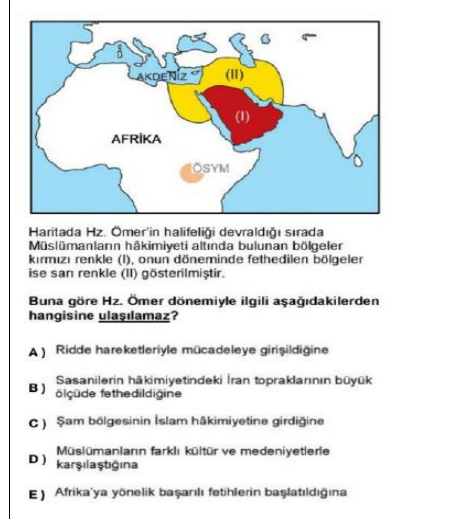 (II)
AKDENİZ
(I)
AFRİKA
ÖSYM
Haritada Hz. Ömer'in halifeliği devraldığı sırada
Müslümanların hâkimiyeti altında bulunan bölgeler
kırmızı renkle (I), onun döneminde fethedilen bölgeler
ise sarı renkle (II) gösterilmiştir.
Buna göre Hz. Ömer dönemiyle ilgili aşağıdakilerden
hangisine ulaşılamaz?
A ) Ridde hareketleriyle mücadeleye girişildiğine
B ) Sasanilerin hâkimiyetindeki İran topraklarının büyük
ölçüde fethedildiğine
C ) Şam bölgesinin İslam hâkimiyetine girdiğine
D ) Müslümanların farklı kültür ve medeniyetlerle
karşılaştığına
E ) Afrika'ya yönelik başarılı fetihlerin başlatıldığına